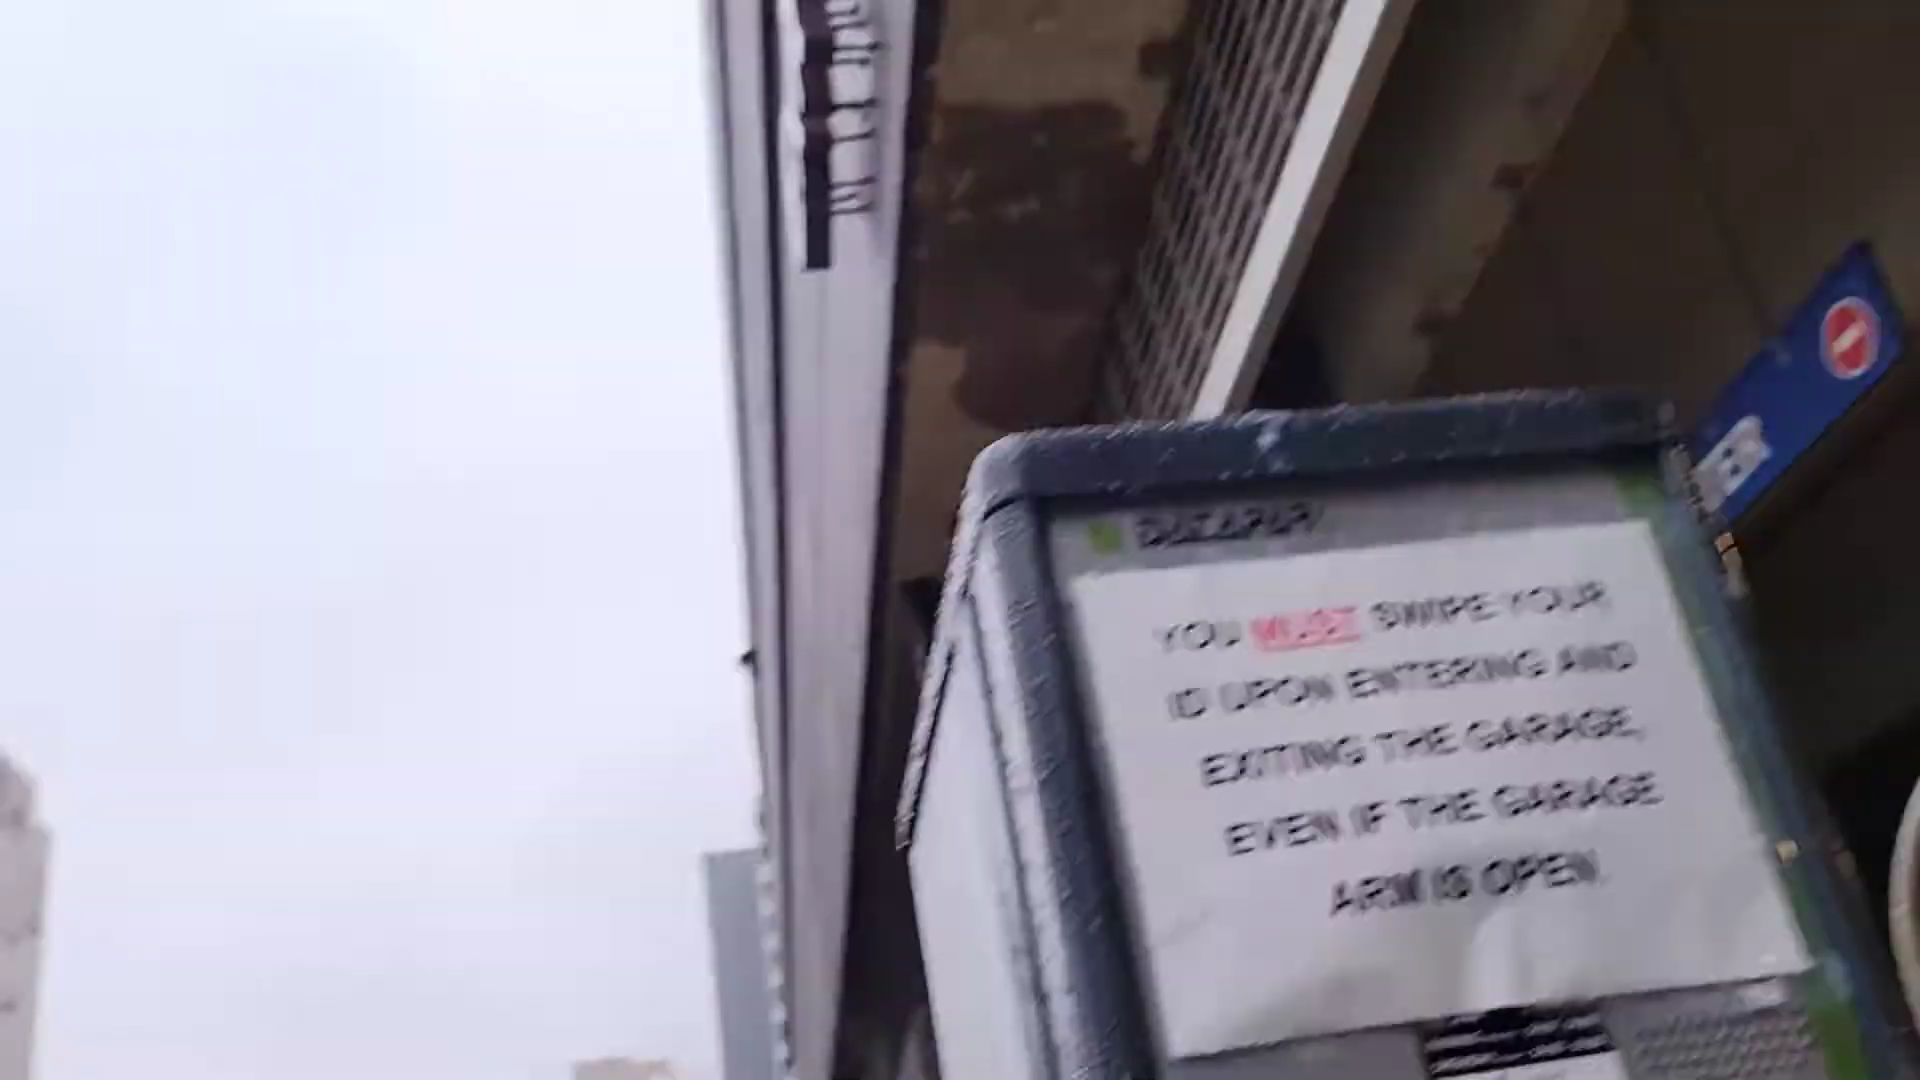 YOU MUST SWIPE YOUR
ID UPON ENTERING AND
EXITING THE GARAGE,
EVEN IF THE GARAGE
ARM IS OPEN.